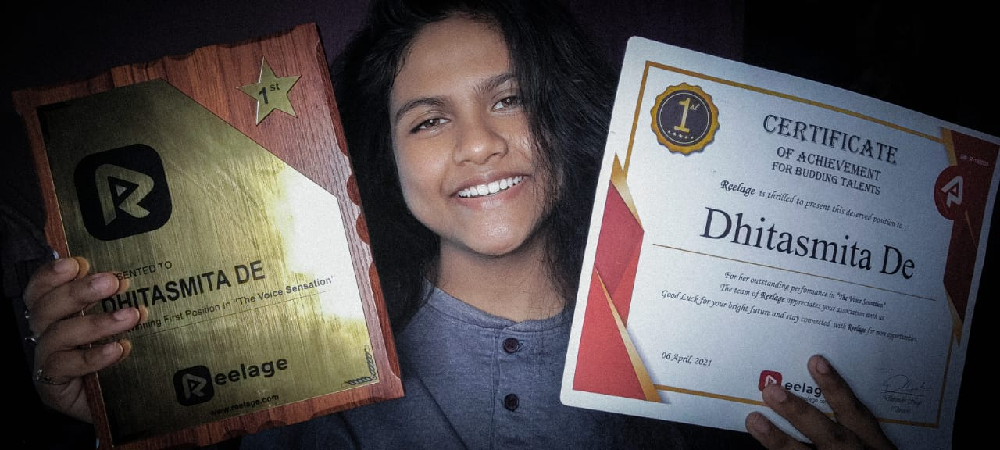 1st
SENTED TO
DHITASMITA DE
inning First Position in "The Voice Sensation"
Reelage
www.reelage.com
1st
CERTIFICATE
OF ACHIEVEMENT
FOR BUDDING TALENTS
Reelage is thrilled to present this deserved position to
Dhitasmita De
For her outstanding performance in "The Voice Sensation"
The team of Reelage appreciates your association with us.
Good Luck for your bright future and stay connected with Reelage for more opportunities.
06 April, 2021
eelag